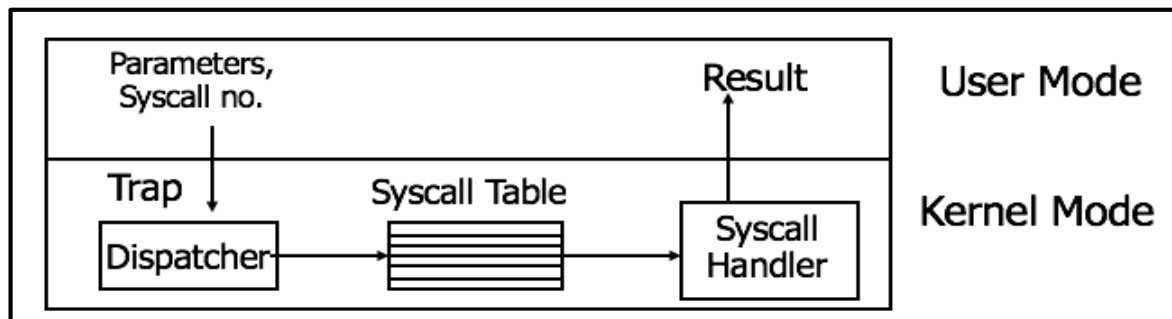 Parameters,
Syscall no.
Result
User Mode
Trap
Syscall Table
Kernel Mode
Dispatcher
Syscall
Handler